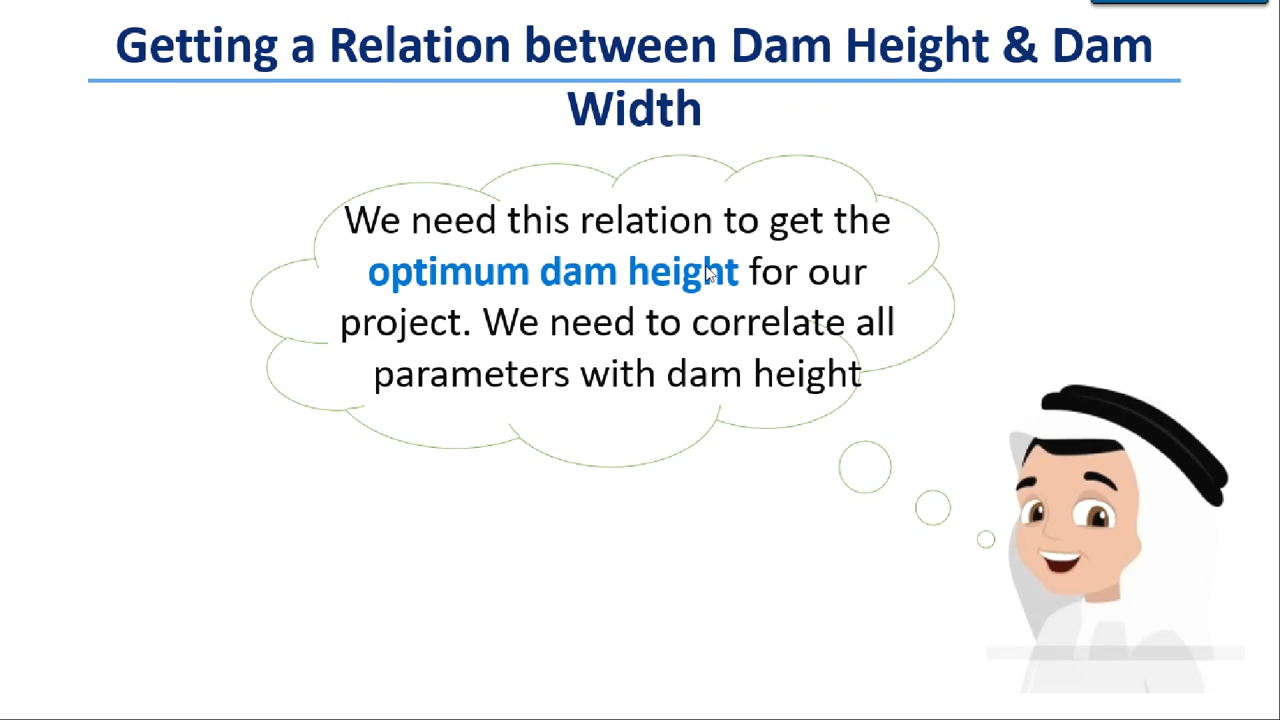 Getting a Relation between Dam Height & Dam
Width
We need this relation to get the
optimum dam height for our
project. We need to correlate all
parameters with dam height